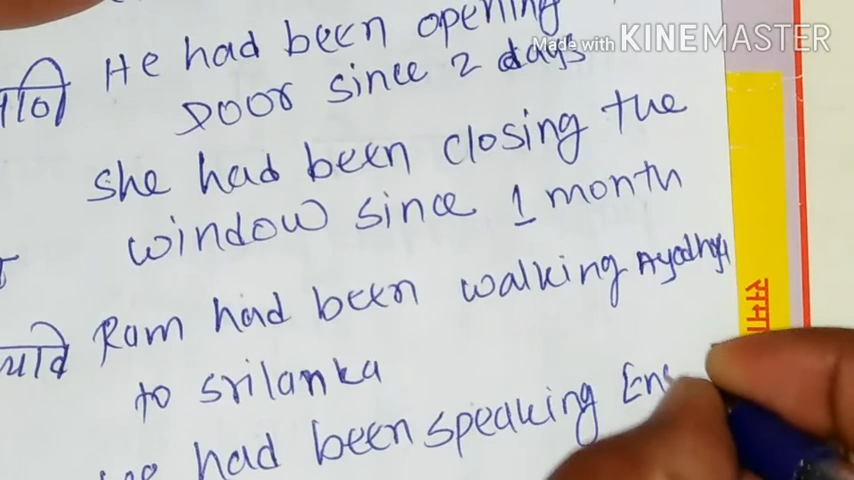 He had been opening
Made with KINEMASTER
Door since 2 days
She had been closing the
window since 1 month
Ram had been walking Ayodhya
to srilanka
had been speaking